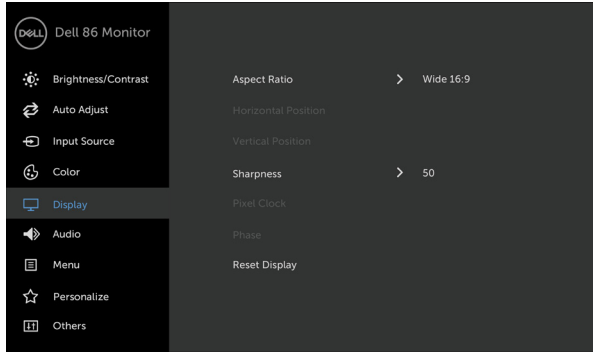 DELL Dell 86 Monitor
Brightness/Contrast
Auto Adjust
Input Source
Color
Display
Audio
Menu
Personalize
Others
Aspect Ratio > Wide 16:9
Horizontal Position
Vertical Position
Sharpness > 50
Pixel Clock
Phase
Reset Display